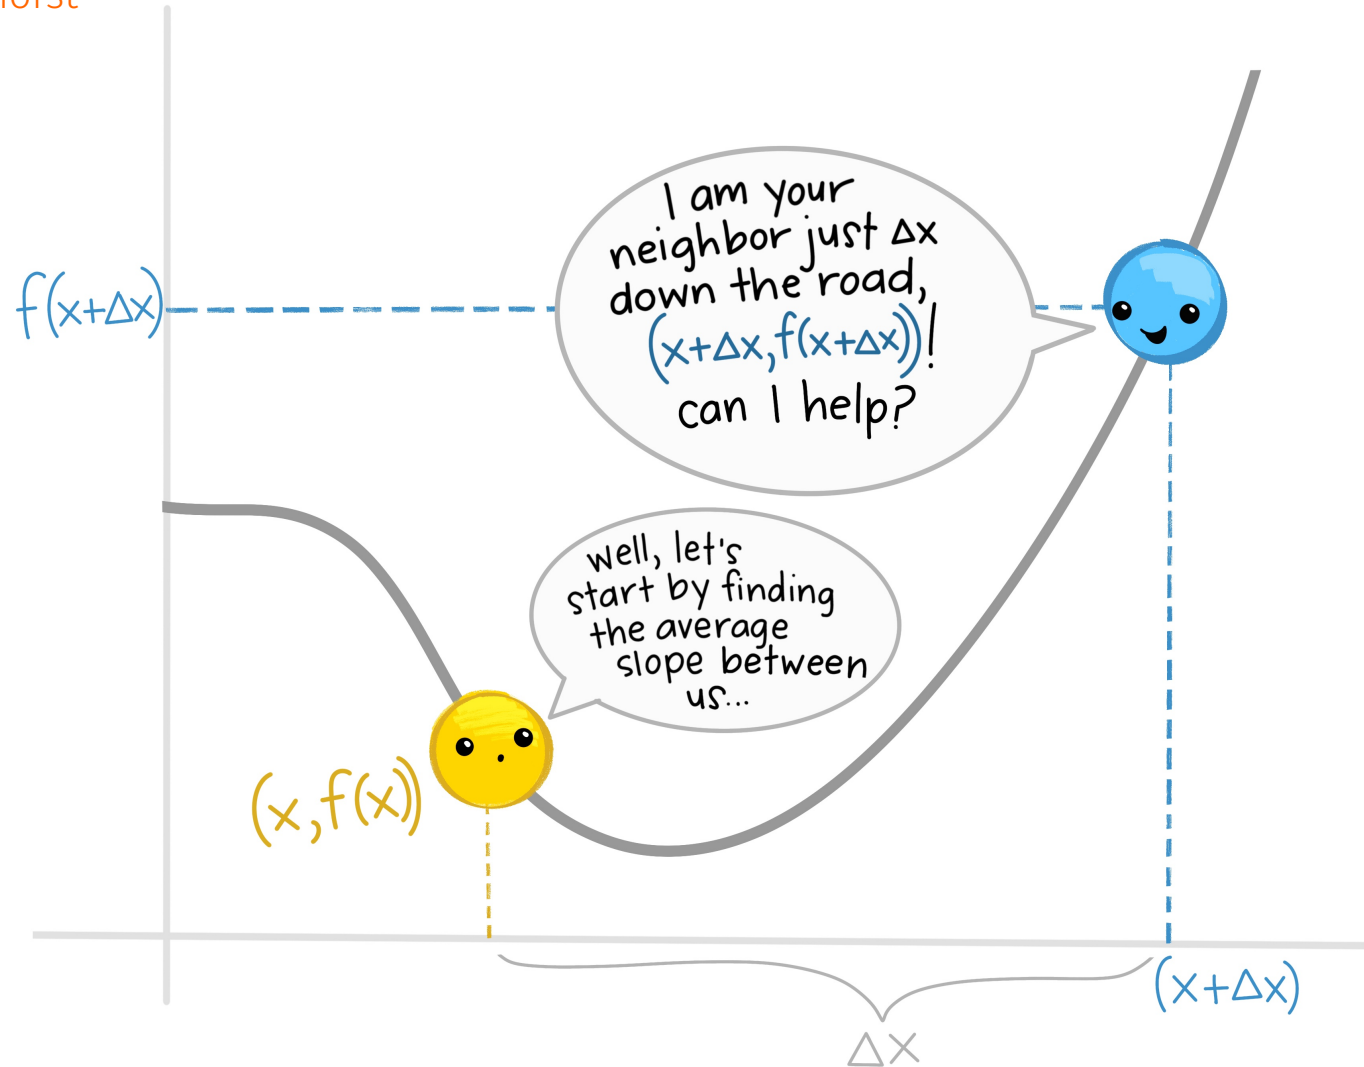 I am your
neighbor just Δx
down the road,
(x+Δx,f(x+Δx))!
can I help?
f(x+Δx)
well, let's
start by finding
the average
slope between
us...
(x,f(x))
(x+Δx)
Δx